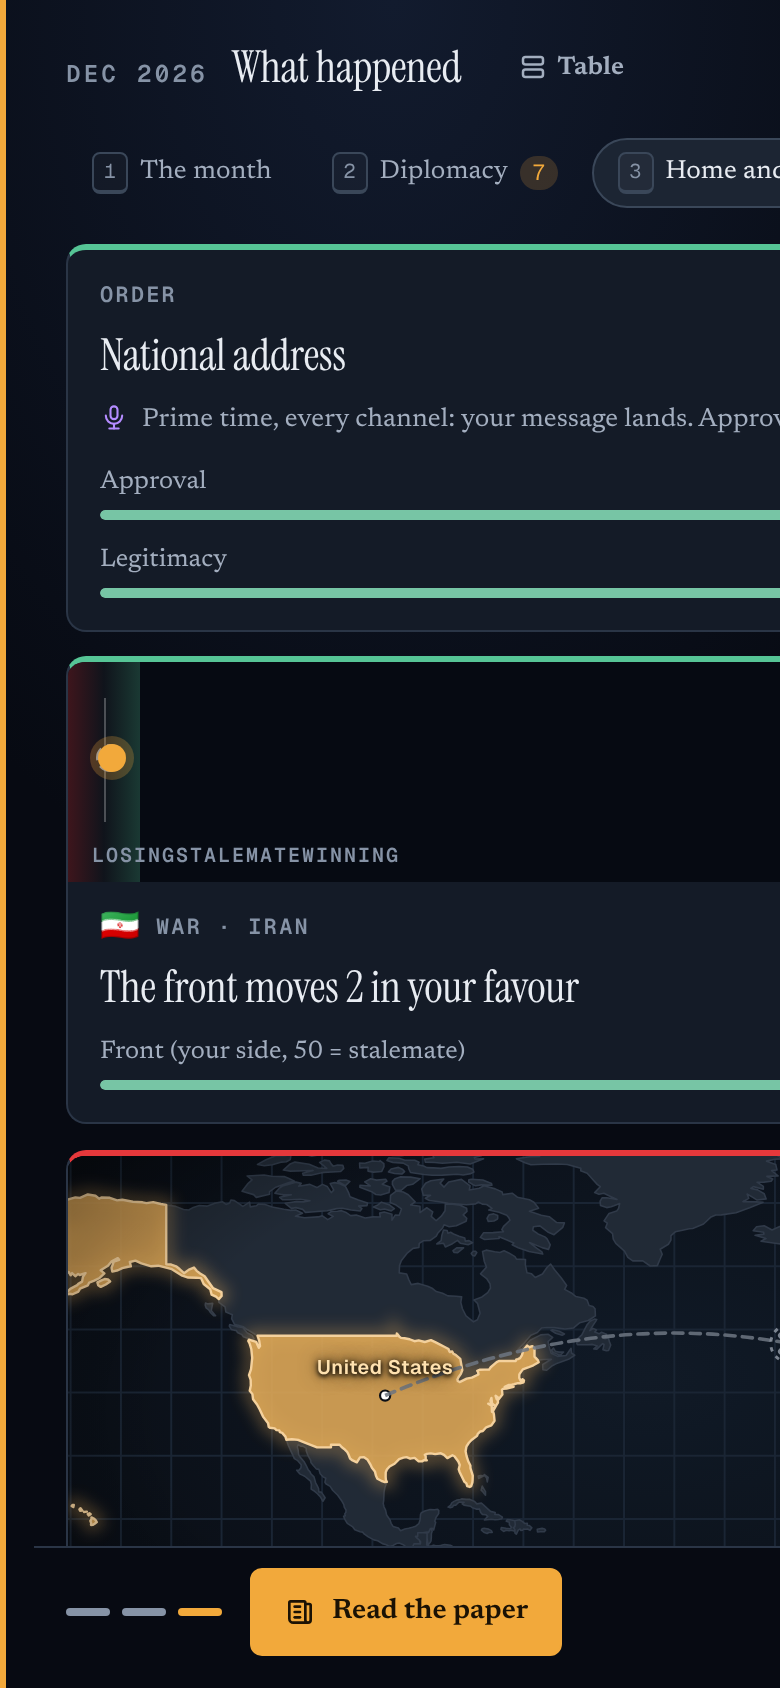 DEC 2026 What happened Table
1 The month 2 Diplomacy 7 3 Home and
ORDER
National address
Prime time, every channel: your message lands. Approv
Approval
Legitimacy
LOSINGSTALEMATEWINNING
WAR · IRAN
The front moves 2 in your favour
Front (your side, 50 = stalemate)
United States
Read the paper